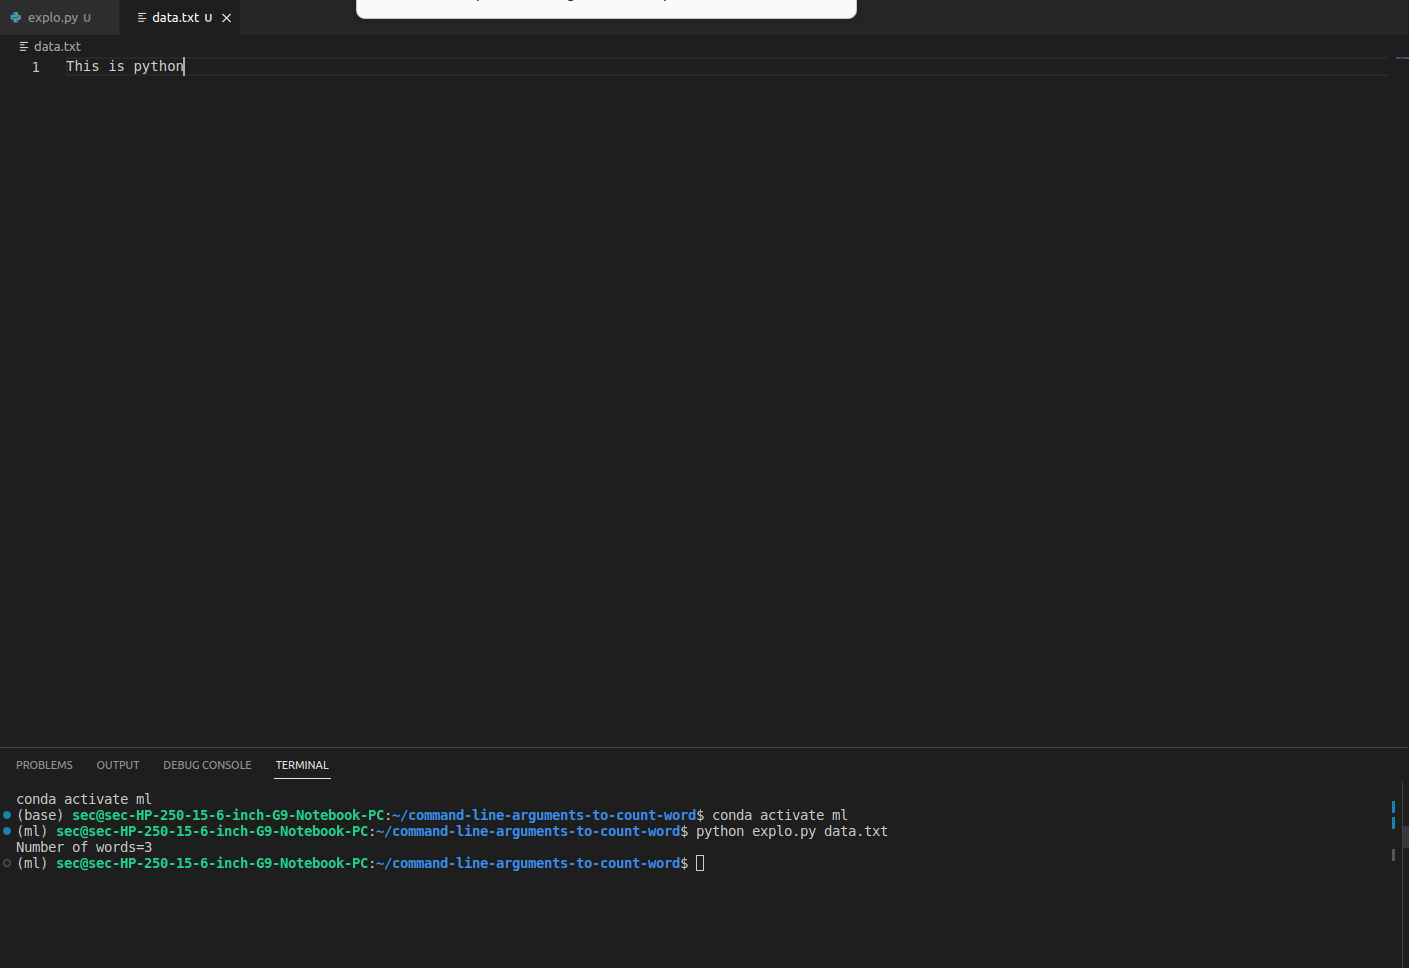 explo.py U
data.txt U
data.txt
1 This is python
PROBLEMS OUTPUT DEBUG CONSOLE TERMINAL
conda activate ml
(base) sec@sec-HP-250-15-6-inch-G9-Notebook-PC:~/command-line-arguments-to-count-word$ conda activate ml
(ml) sec@sec-HP-250-15-6-inch-G9-Notebook-PC:~/command-line-arguments-to-count-word$ python explo.py data.txt
Number of words=3
(ml) sec@sec-HP-250-15-6-inch-G9-Notebook-PC:~/command-line-arguments-to-count-word$